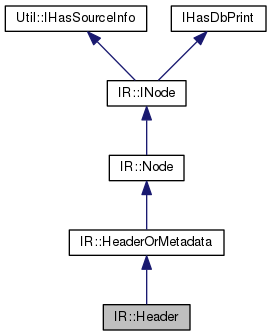 Util::IHasSourceInfo
IHasDbPrint
IR::INode
IR::Node
IR::HeaderOrMetadata
IR::Header